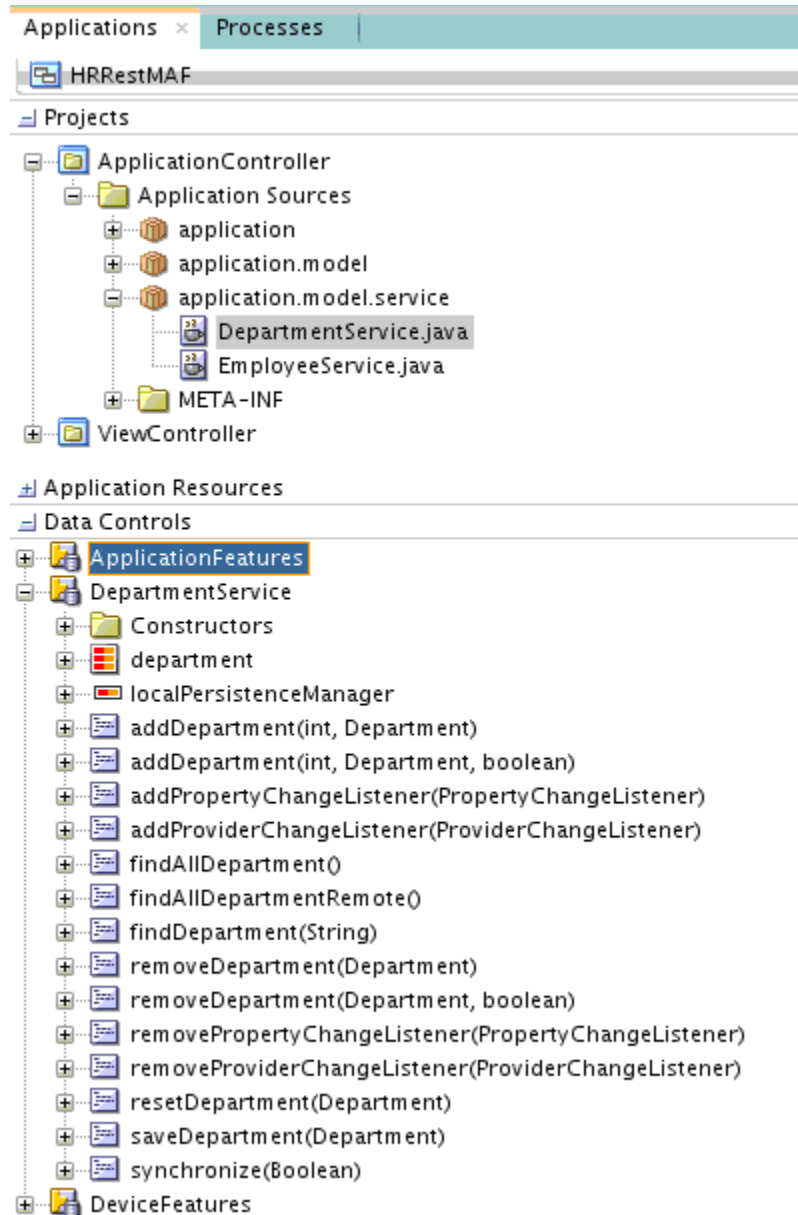 Applications × Processes
HRRestMAF
Projects
ApplicationController
Application Sources
application
application.model
application.model.service
DepartmentService.java
EmployeeService.java
META-INF
ViewController
Application Resources
Data Controls
ApplicationFeatures
DepartmentService
Constructors
department
localPersistenceManager
addDepartment(int, Department)
addDepartment(int, Department, boolean)
addPropertyChangeListener(PropertyChangeListener)
addProviderChangeListener(ProviderChangeListener)
findAllDepartment()
findAllDepartmentRemote()
findDepartment(String)
removeDepartment(Department)
removeDepartment(Department, boolean)
removePropertyChangeListener(PropertyChangeListener)
removeProviderChangeListener(ProviderChangeListener)
resetDepartment(Department)
saveDepartment(Department)
synchronize(Boolean)
DeviceFeatures